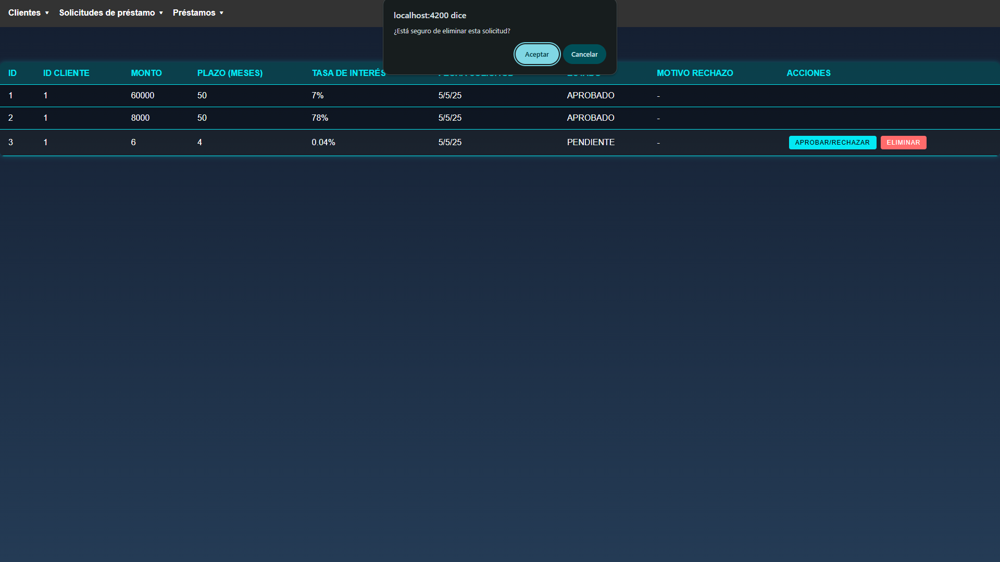 Clientes ▼ Solicitudes de préstamo ▼ Préstamos ▼
localhost:4200 dice
¿Está seguro de eliminar esta solicitud?
Aceptar Cancelar
ID ID CLIENTE MONTO PLAZO (MESES) TASA DE INTERÉS MOTIVO RECHAZO ACCIONES
1 1 60000 50 7% 5/5/25 APROBADO -
2 1 8000 50 78% 5/5/25 APROBADO -
3 1 6 4 0.04% 5/5/25 PENDIENTE - APROBAR/RECHAZAR ELIMINAR